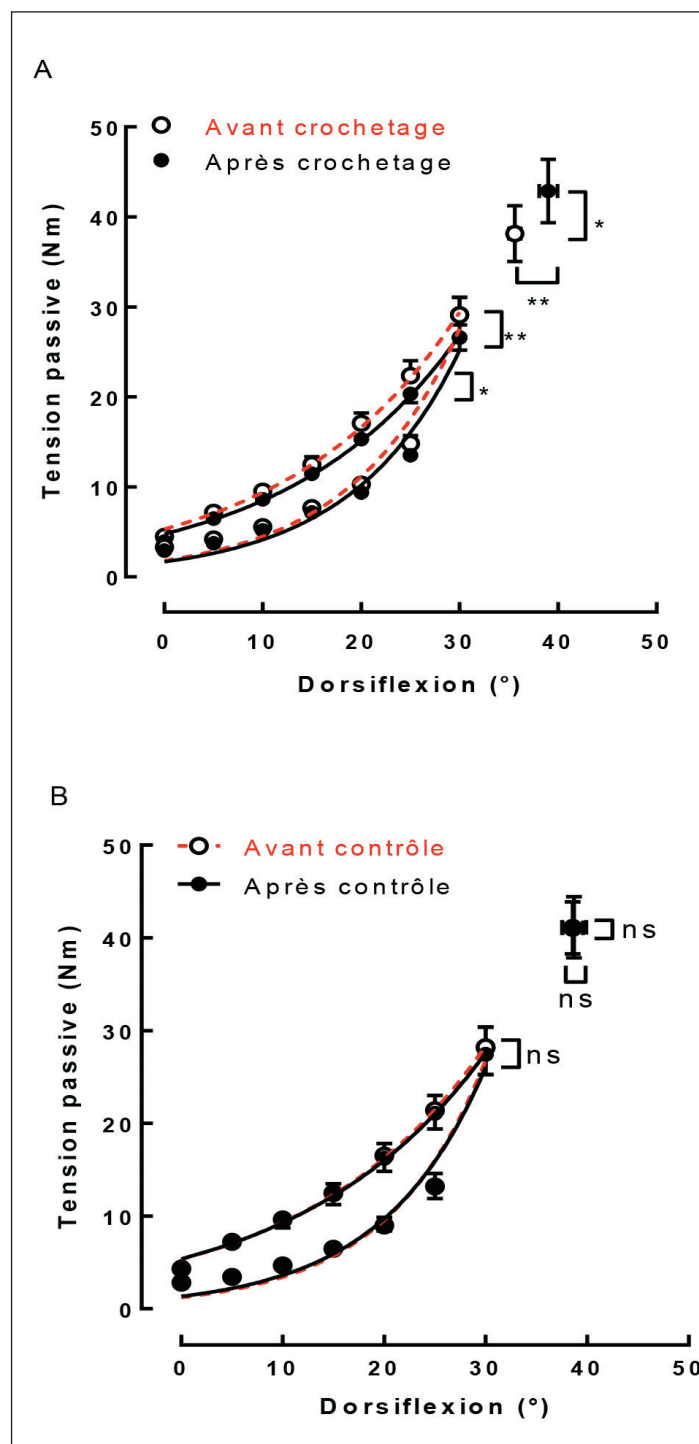 A
Avant crochetage
Après crochetage
Tension passive (Nm)
50
40
30
20
10
0
*
**
**
*
0 10 20 30 40 50
Dorsiflexion (°)
B
Avant contrôle
Après contrôle
Tension passive (Nm)
50
40
30
20
10
0
ns
ns
ns
0 10 20 30 40 50
Dorsiflexion (°)